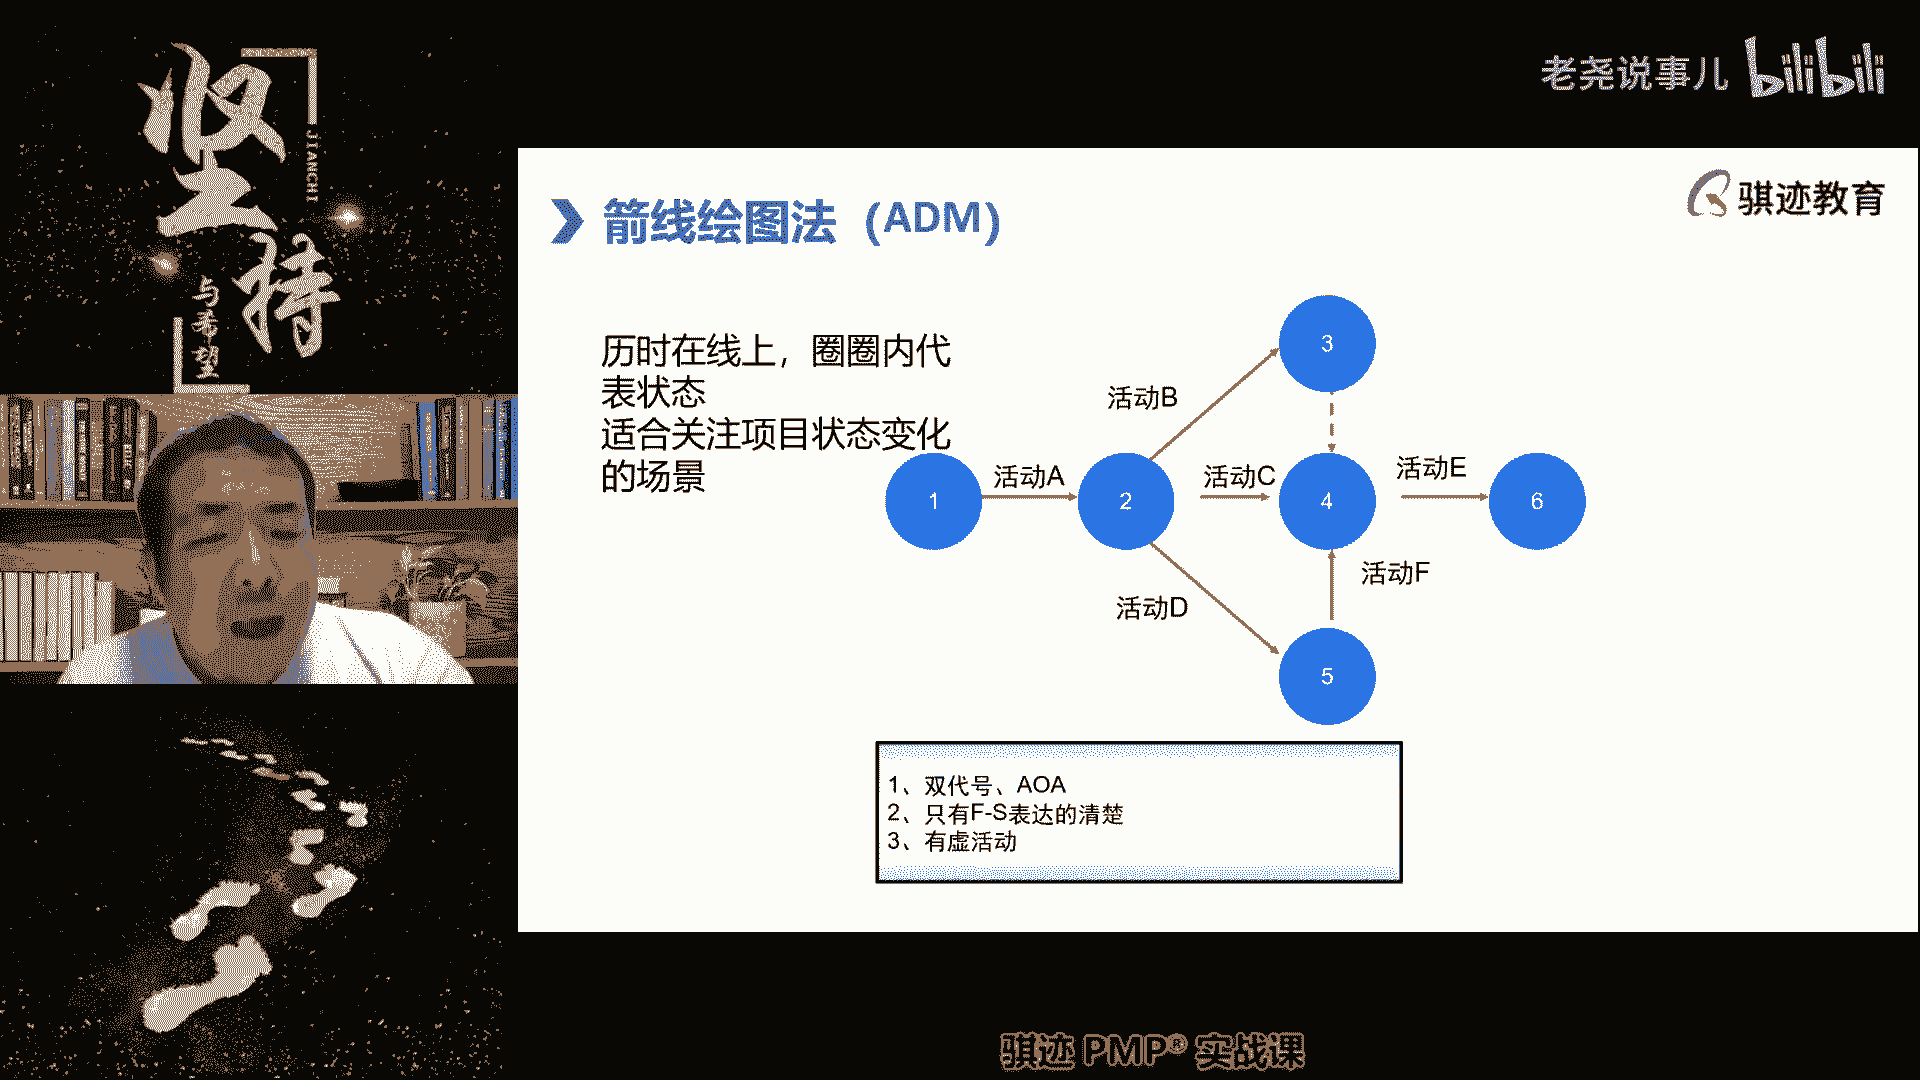 坚持
JIANCHI
与希望
老尧说事儿 bilibili
骐迹教育
箭线绘图法（ADM）
历时在线上，圈圈内代
表状态
适合关注项目状态变化
的场景
3
活动B
活动A
活动C
活动E
1
2
4
6
活动F
活动D
5
1、双代号、AOA
2、只有F-S表达的清楚
3、有虚活动
骐迹 PMP® 实战课